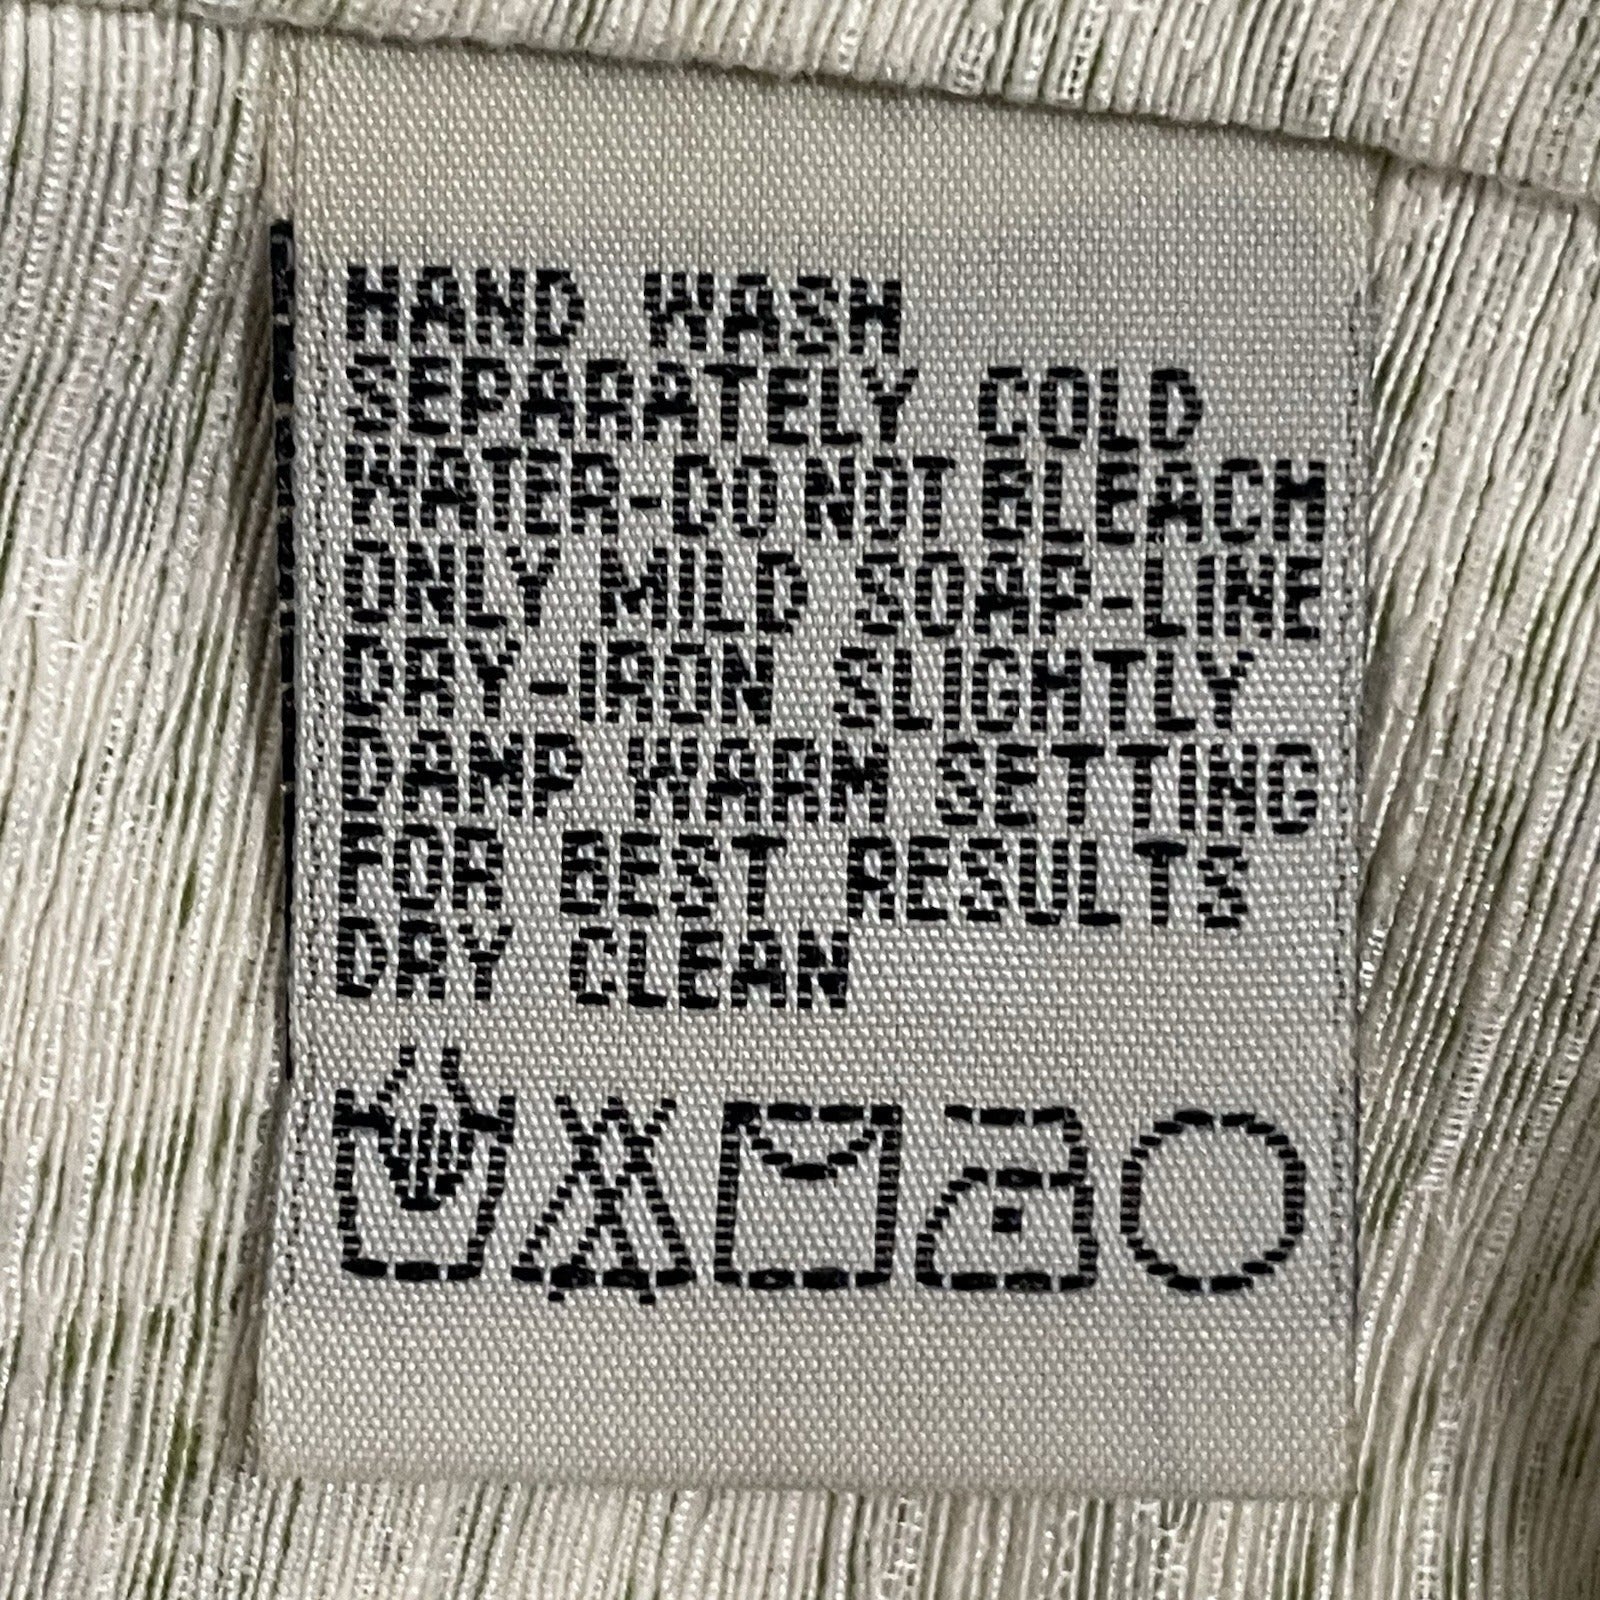 HAND WASH
SEPARATELY COLD
WATER-DO NOT BLEACH
ONLY MILD SOAP-LINE
DRY-IRON SLIGHTLY
DAMP WARM SETTING
FOR BEST RESULTS
DRY CLEAN